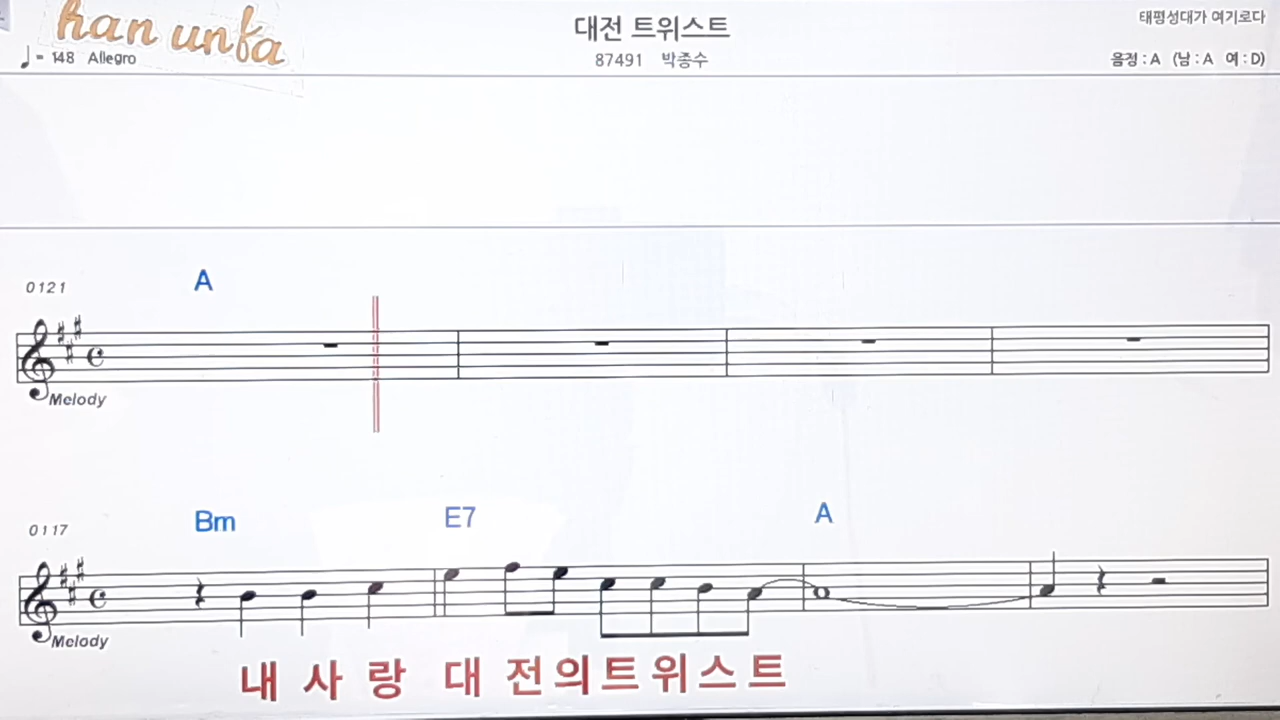 han unfa
대전 트위스트
태평성대가 여기로다
♩= 148 Allegro
87491 박종수
음정 : A (남 : A 여 : D)
0121 A
Melody
0117 Bm E7 A
Melody
내 사 랑 대 전의트위스트